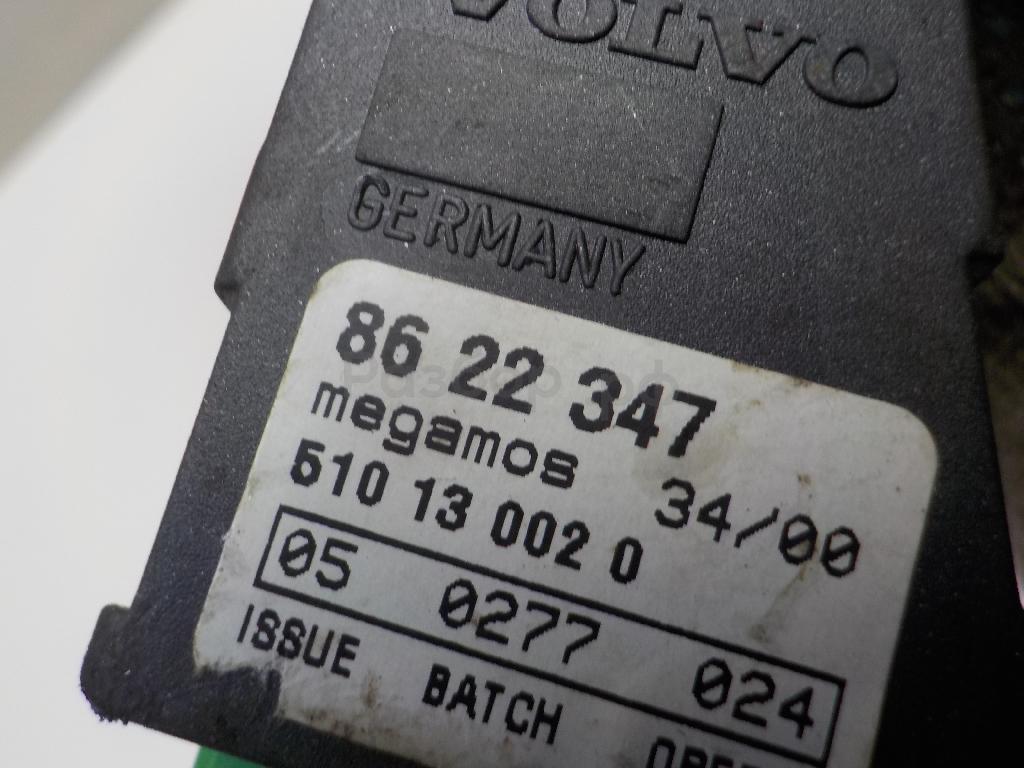 VOLVO
GERMANY
86 22 347
megamos 34/00
510 13 002 0
05 0277 024
ISSUE BATCH